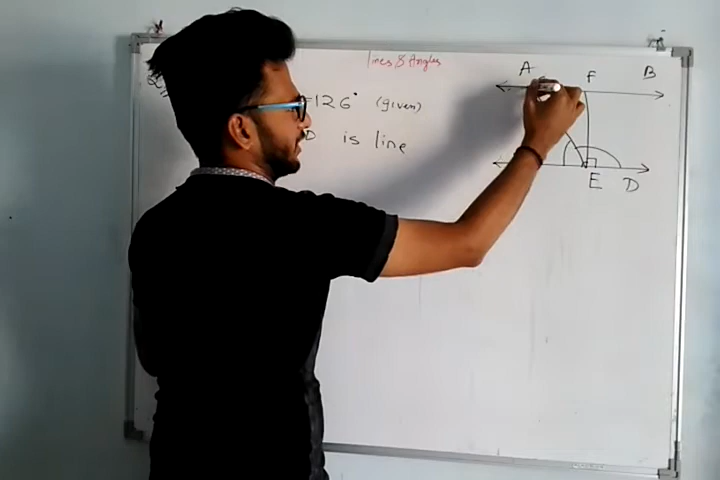 lines & Angles
=126° (given)
D is line
A F B
E D